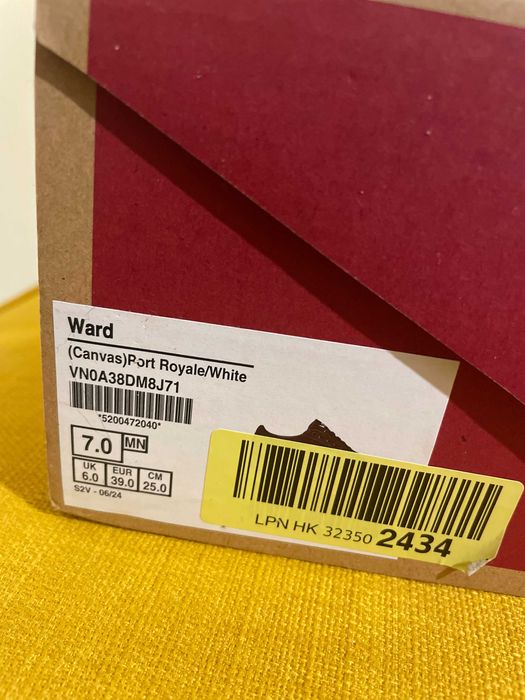 Ward
(Canvas)Port Royale/White
VN0A38DM8J71
*5200472040*
7.0 MN
UK EUR CM
6.0 39.0 25.0
S2V - 06/24
LPN HK 32350 2434